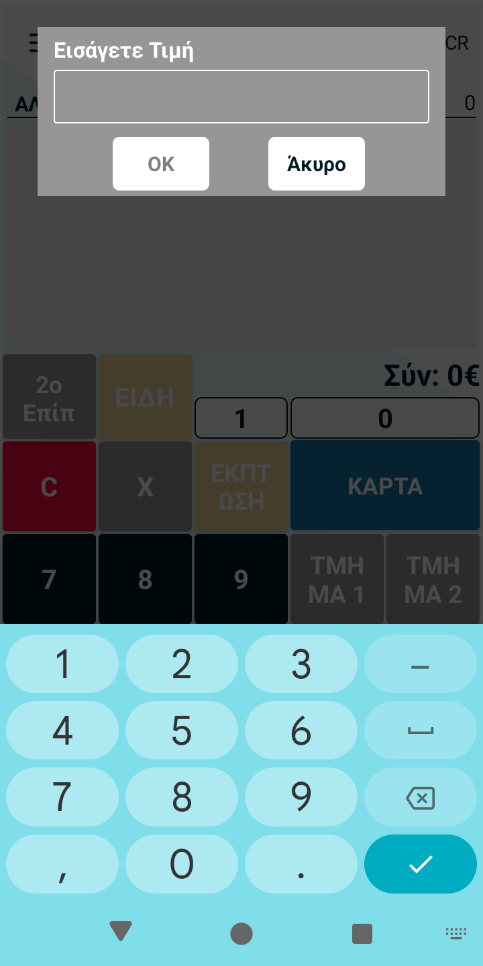 Εισάγετε Τιμή
CR
ΑΛ
0
OK
Άκυρο
2ο
Επίπ
ΕΙΔΗ
Σύν: 0€
1
0
C
X
ΕΚΠΤ
ΩΣΗ
ΚΑΡΤΑ
7
8
9
ΤΜΗ
ΜΑ 1
ΤΜΗ
ΜΑ 2
1 2 3 –
4 5 6
7 8 9
, 0 .